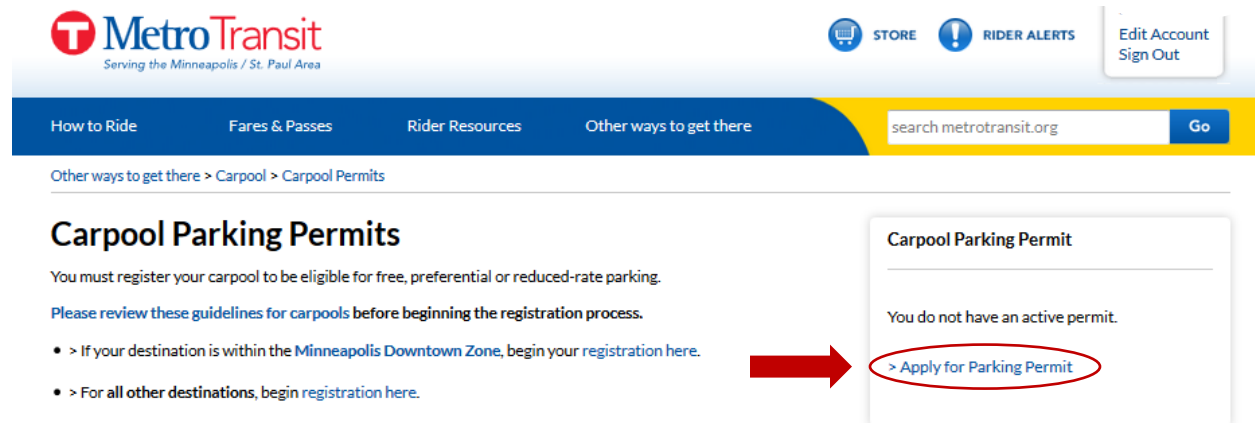 Metro Transit
Serving the Minneapolis / St. Paul Area
STORE
RIDER ALERTS
Edit Account
Sign Out
How to Ride
Fares & Passes
Rider Resources
Other ways to get there
search metrotransit.org
Go
Other ways to get there > Carpool > Carpool Permits
Carpool Parking Permits
You must register your carpool to be eligible for free, preferential or reduced-rate parking.
Please review these guidelines for carpools before beginning the registration process.
• > If your destination is within the Minneapolis Downtown Zone, begin your registration here.
• > For all other destinations, begin registration here.
Carpool Parking Permit
You do not have an active permit.
> Apply for Parking Permit